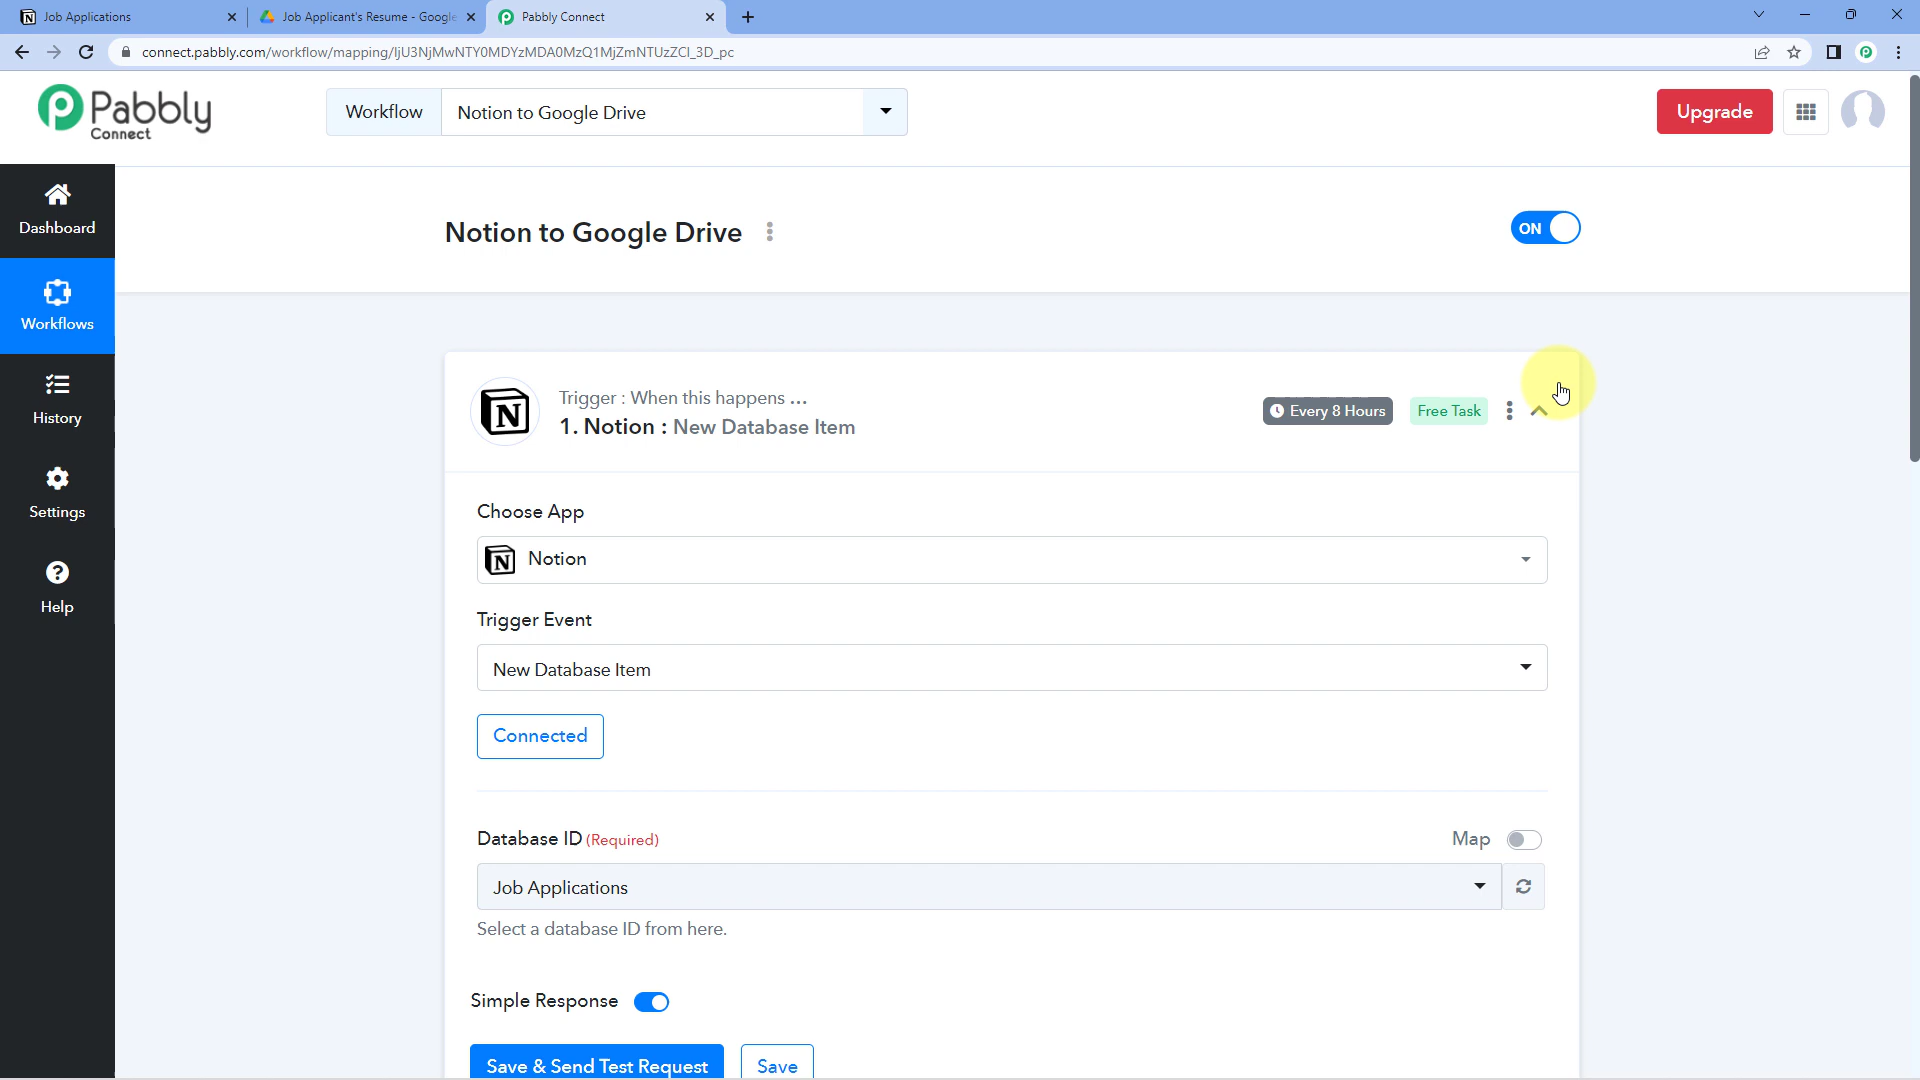 Job Applications
Job Applicant's Resume - Google
Pabbly Connect
connect.pabbly.com/workflow/mapping/IjU3NjMwNTY0MDYzMDA0MzQ1MjZmNTUzZCI_3D_pc
Pabbly
Connect
Workflow
Notion to Google Drive
Upgrade
Dashboard
Workflows
History
Settings
Help
Notion to Google Drive
ON
Trigger : When this happens ...
1. Notion : New Database Item
Every 8 Hours
Free Task
Choose App
Notion
Trigger Event
New Database Item
Connected
Database ID (Required)
Map
Job Applications
Select a database ID from here.
Simple Response
Save & Send Test Request
Save